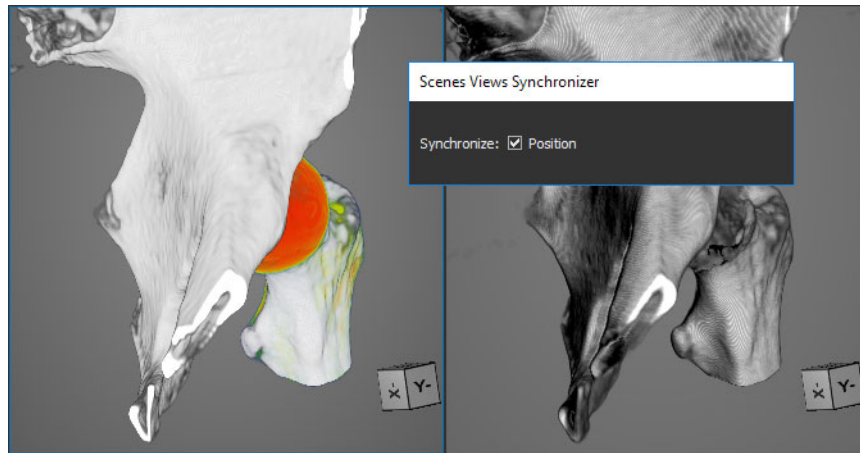 Scenes Views Synchronizer
Synchronize: Position
-X Y-
-X Y-